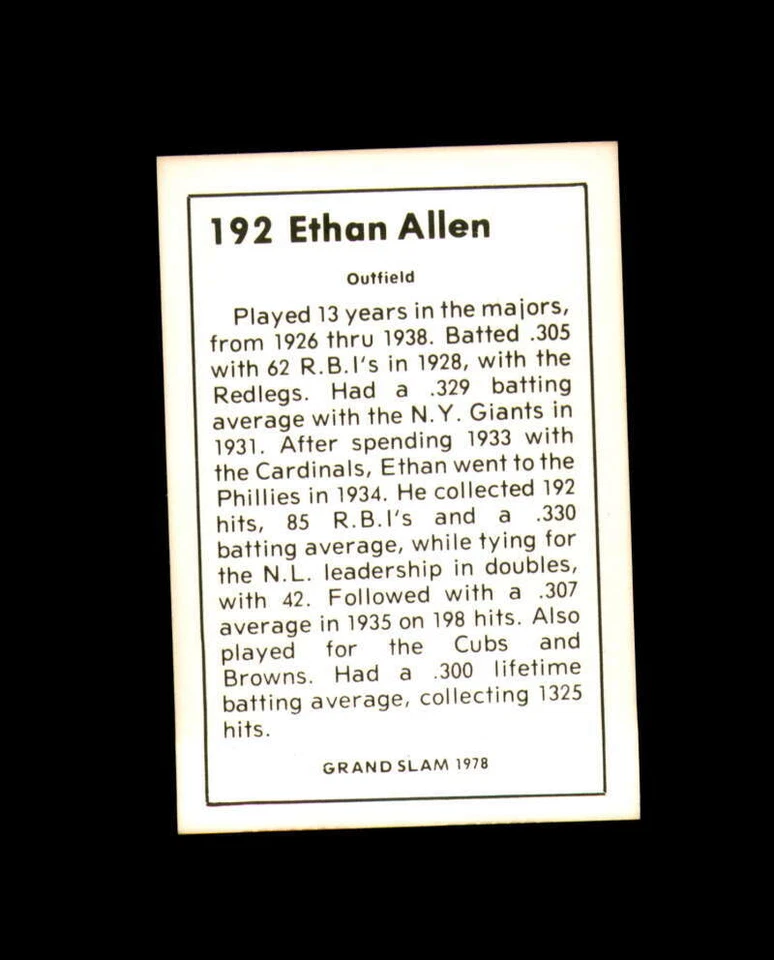 192 Ethan Allen
Outfield
Played 13 years in the majors,
from 1926 thru 1938. Batted .305
with 62 R.B.I's in 1928, with the
Redlegs. Had a .329 batting
average with the N.Y. Giants in
1931. After spending 1933 with
the Cardinals, Ethan went to the
Phillies in 1934. He collected 192
hits, 85 R.B.I's and a .330
batting average, while tying for
the N.L. leadership in doubles,
with 42. Followed with a .307
average in 1935 on 198 hits. Also
played for the Cubs and
Browns. Had a .300 lifetime
batting average, collecting 1325
hits.
GRAND SLAM 1978